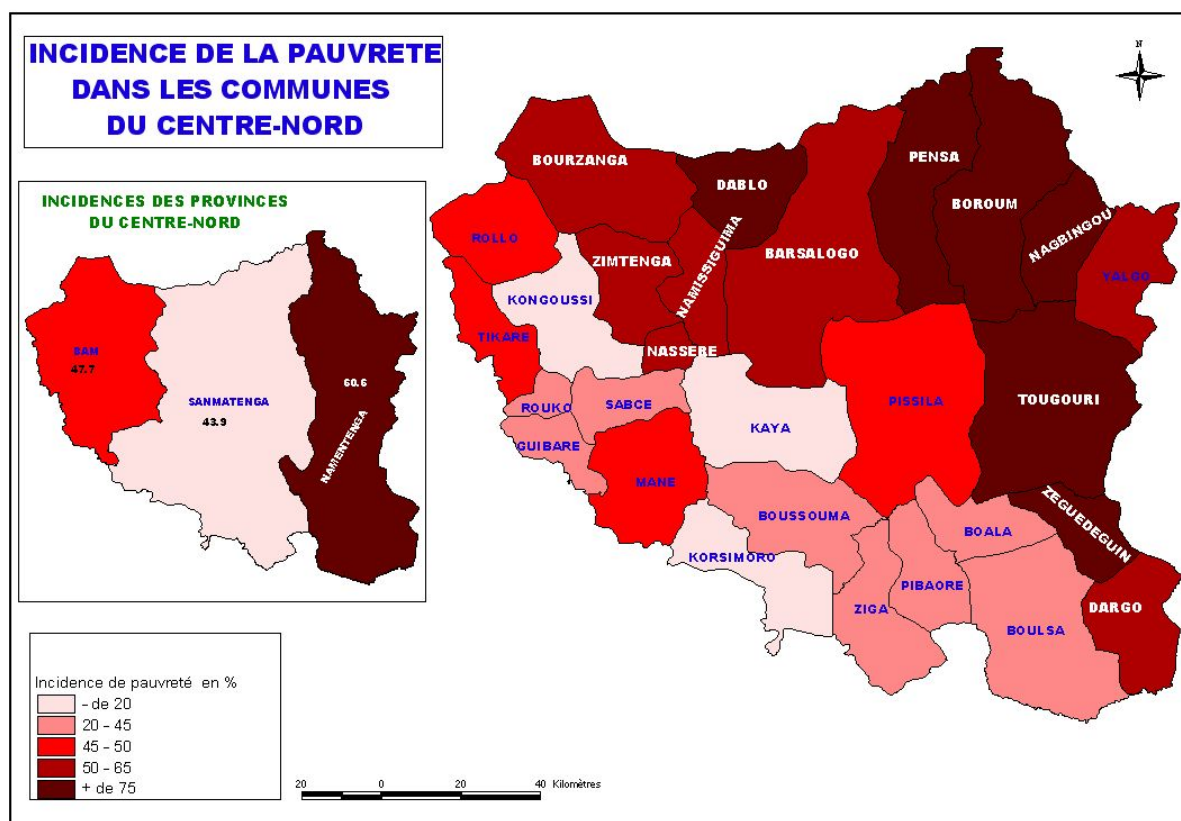 INCIDENCE DE LA PAUVRETE
DANS LES COMMUNES
DU CENTRE-NORD
N
INCIDENCES DES PROVINCES
DU CENTRE-NORD
BAM
47.7
SANMATENGA
43.9
60.6
NAMENTENGA
BOURZANGA
DABLO
PENSA
BOROUM
NAGBINGOU
YALGO
ROLLO
ZIMTENGA
NAMISSIGUIMA
BARSALOGO
KONGOUSSI
TIKARE
NASSERE
ROUKO
SABCE
KAYA
PISSILA
TOUGOURI
GUIBARE
MANE
BOUSSOUMA
BOALA
ZEGUEDEGUIN
KORSIMORO
ZIGA
PIBAORE
BOULSA
DARGO
Incidence de pauvreté en %
- de 20
20 - 45
45 - 50
50 - 65
+ de 75
20 0 20 40 Kilomètres